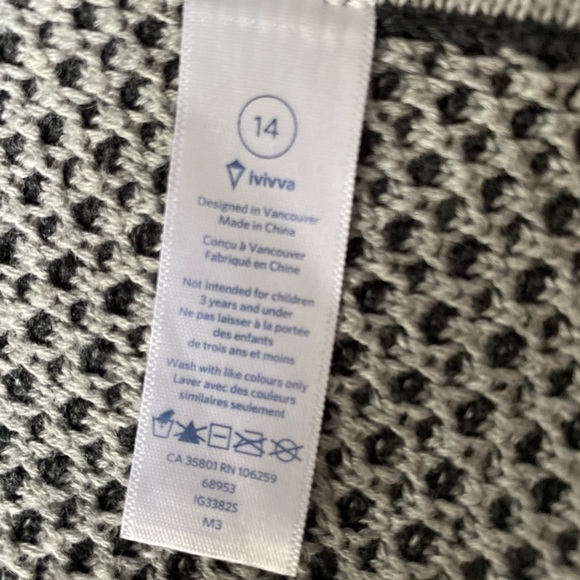 14
ivivva
Designed in Vancouver
Made in China
Conçu à Vancouver
Fabriqué en Chine
Not intended for children
3 years and under
Ne pas laisser à la portée
des enfants
de trois ans et moins
Wash with like colours only
Laver avec des couleurs
similaires seulement
CA 35801 RN 106259
68953
IG3382S
M3